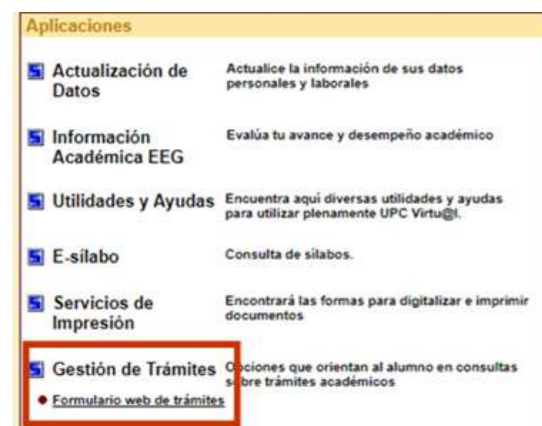 Aplicaciones
Actualización de
Datos
Actualice la información de sus datos
personales y laborales
Información
Académica EEG
Evalúa tu avance y desempeño académico
Utilidades y Ayudas
Encuentra aquí diversas utilidades y ayudas
para utilizar plenamente UPC Virtu@l.
E-sílabo
Consulta de sílabos.
Servicios de
Impresión
Encontrará las formas para digitalizar e imprimir
documentos
Gestión de Trámites
Opciones que orientan al alumno en consultas
sobre trámites académicos
Formulario web de trámites